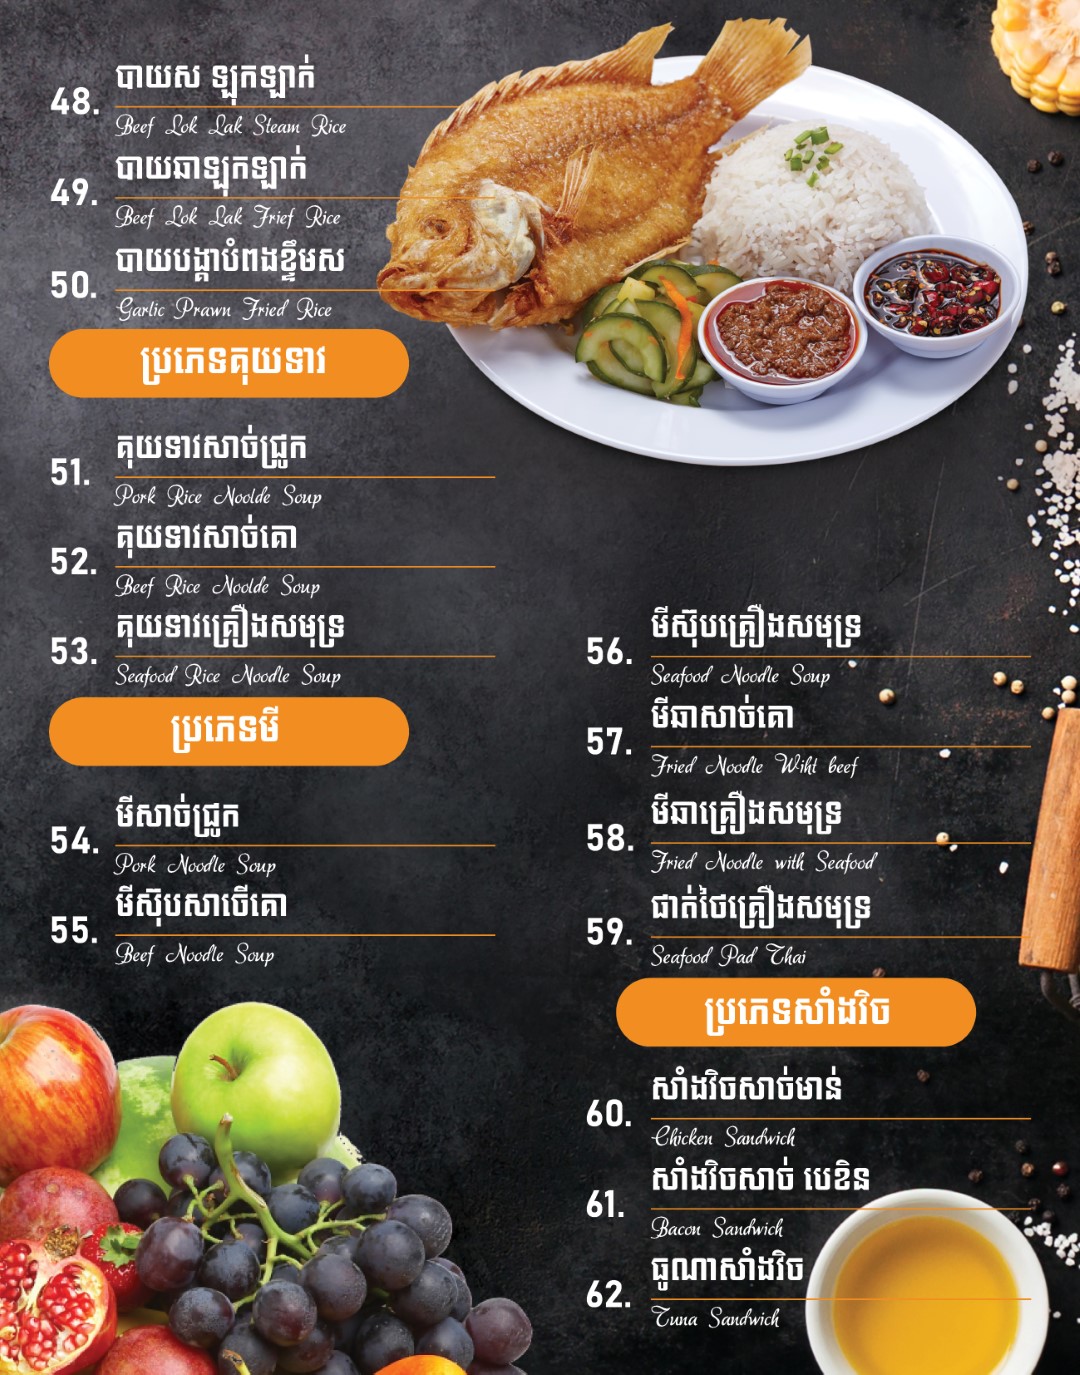 48.
បាយស ឡុកឡាក់
Beef Lok Lak Steam Rice
49.
បាយឆាឡុកឡាក់
Beef Lok Lak Frief Rice
50.
បាយបង្គាបំពងខ្ទឹមស
Garlic Prawn Fried Rice
ប្រភេទគុយទាវ
51.
គុយទាវសាច់ជ្រូក
Pork Rice Noolde Soup
52.
គុយទាវសាច់គោ
Beef Rice Noolde Soup
53.
គុយទាវគ្រឿងសមុទ្រ
Seafood Rice Noodle Soup
ប្រភេទមី
54.
មីសាច់ជ្រូក
Pork Noodle Soup
55.
មីស៊ុបសាចើគោ
Beef Noodle Soup
56.
មីស៊ុបគ្រឿងសមុទ្រ
Seafood Noodle Soup
57.
មីឆាសាច់គោ
Fried Noodle Wiht beef
58.
មីឆាគ្រឿងសមុទ្រ
Fried Noodle with Seafood
59.
ផាត់ថៃគ្រឿងសមុទ្រ
Seafood Pad Thai
ប្រភេទសាំងវិច
60.
សាំងវិចសាច់មាន់
Chicken Sandwich
61.
សាំងវិចសាច់ បេខិន
Bacon Sandwich
62.
ធូណាសាំងវិច
Tuna Sandwich